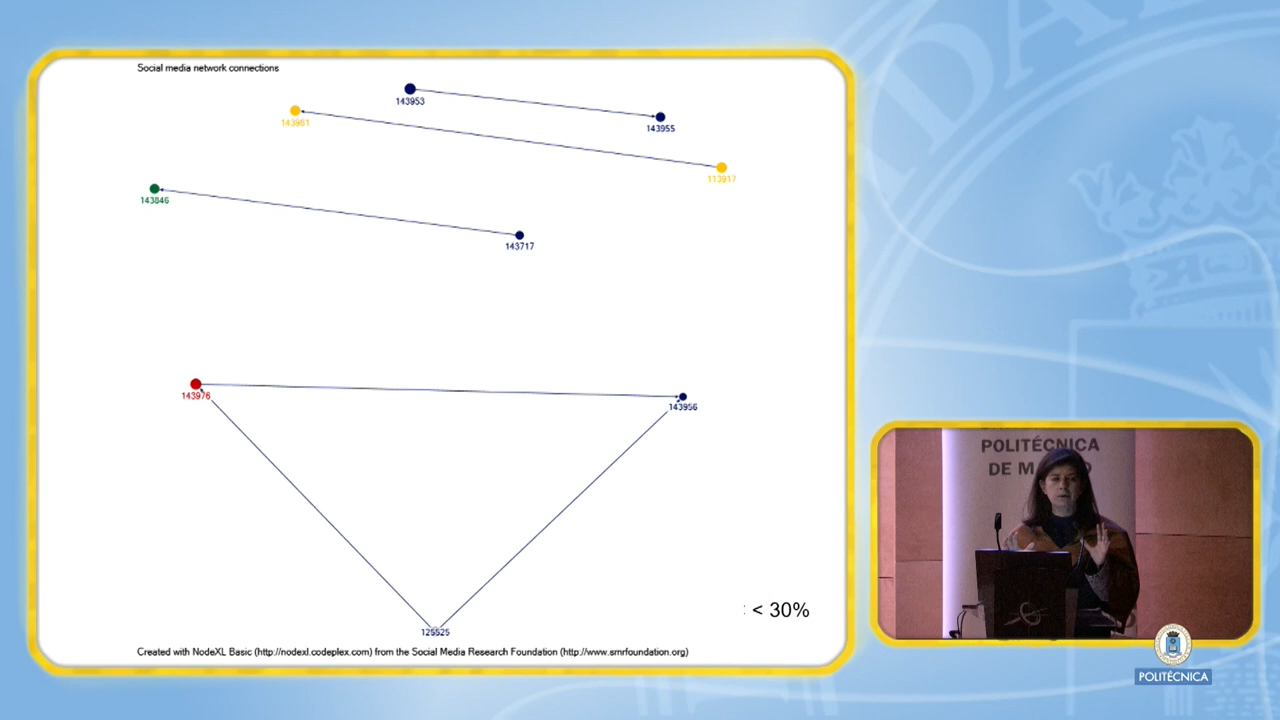 Social media network connections
143953
143961
143955
113917
143846
143717
143976
143956
125525
< 30%
Created with NodeXL Basic (http://nodexl.codeplex.com) from the Social Media Research Foundation (http://www.smrfoundation.org)
POLITÉCNICA
DE M D
POLITÉCNICA